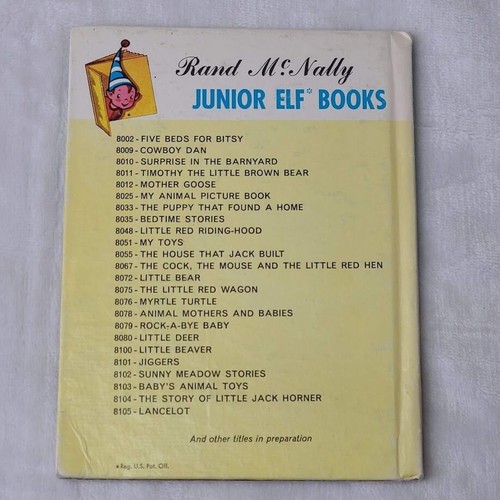 Rand McNally
JUNIOR ELF* BOOKS
8002 - FIVE BEDS FOR BITSY
8009 - COWBOY DAN
8010 - SURPRISE IN THE BARNYARD
8011 - TIMOTHY THE LITTLE BROWN BEAR
8012 - MOTHER GOOSE
8025 - MY ANIMAL PICTURE BOOK
8033 - THE PUPPY THAT FOUND A HOME
8035 - BEDTIME STORIES
8048 - LITTLE RED RIDING-HOOD
8051 - MY TOYS
8055 - THE HOUSE THAT JACK BUILT
8067 - THE COCK, THE MOUSE AND THE LITTLE RED HEN
8072 - LITTLE BEAR
8075 - THE LITTLE RED WAGON
8076 - MYRTLE TURTLE
8078 - ANIMAL MOTHERS AND BABIES
8079 - ROCK-A-BYE BABY
8080 - LITTLE DEER
8100 - LITTLE BEAVER
8101 - JIGGERS
8102 - SUNNY MEADOW STORIES
8103 - BABY'S ANIMAL TOYS
8104 - THE STORY OF LITTLE JACK HORNER
8105 - LANCELOT
And other titles in preparation
*Reg. U.S. Pat. Off.